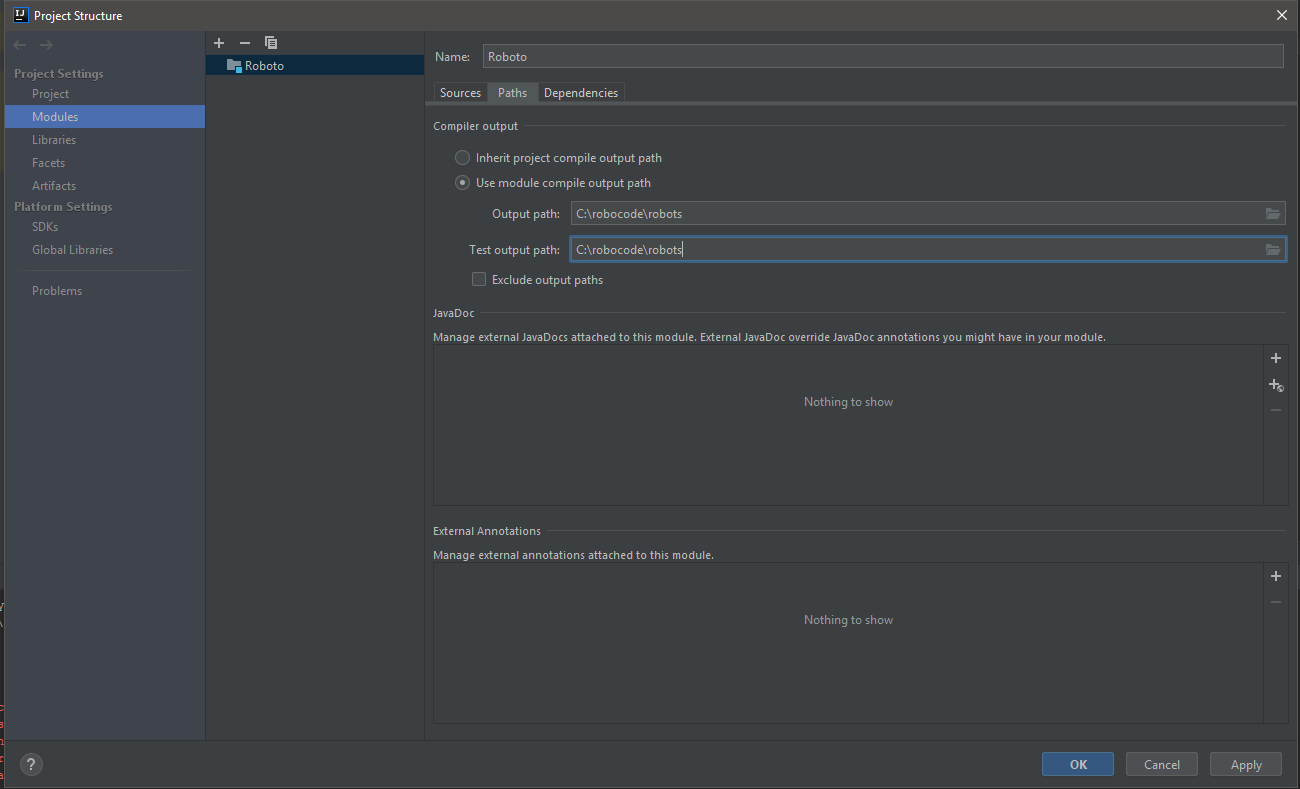 Project Structure
Project Settings
Project
Modules
Libraries
Facets
Artifacts
Platform Settings
SDKs
Global Libraries
Problems
Roboto
Name: Roboto
Sources Paths Dependencies
Compiler output
Inherit project compile output path
Use module compile output path
Output path: C:\robocode\robots
Test output path: C:\robocode\robots
Exclude output paths
JavaDoc
Manage external JavaDocs attached to this module. External JavaDoc override JavaDoc annotations you might have in your module.
Nothing to show
External Annotations
Manage external annotations attached to this module.
Nothing to show
? OK Cancel Apply